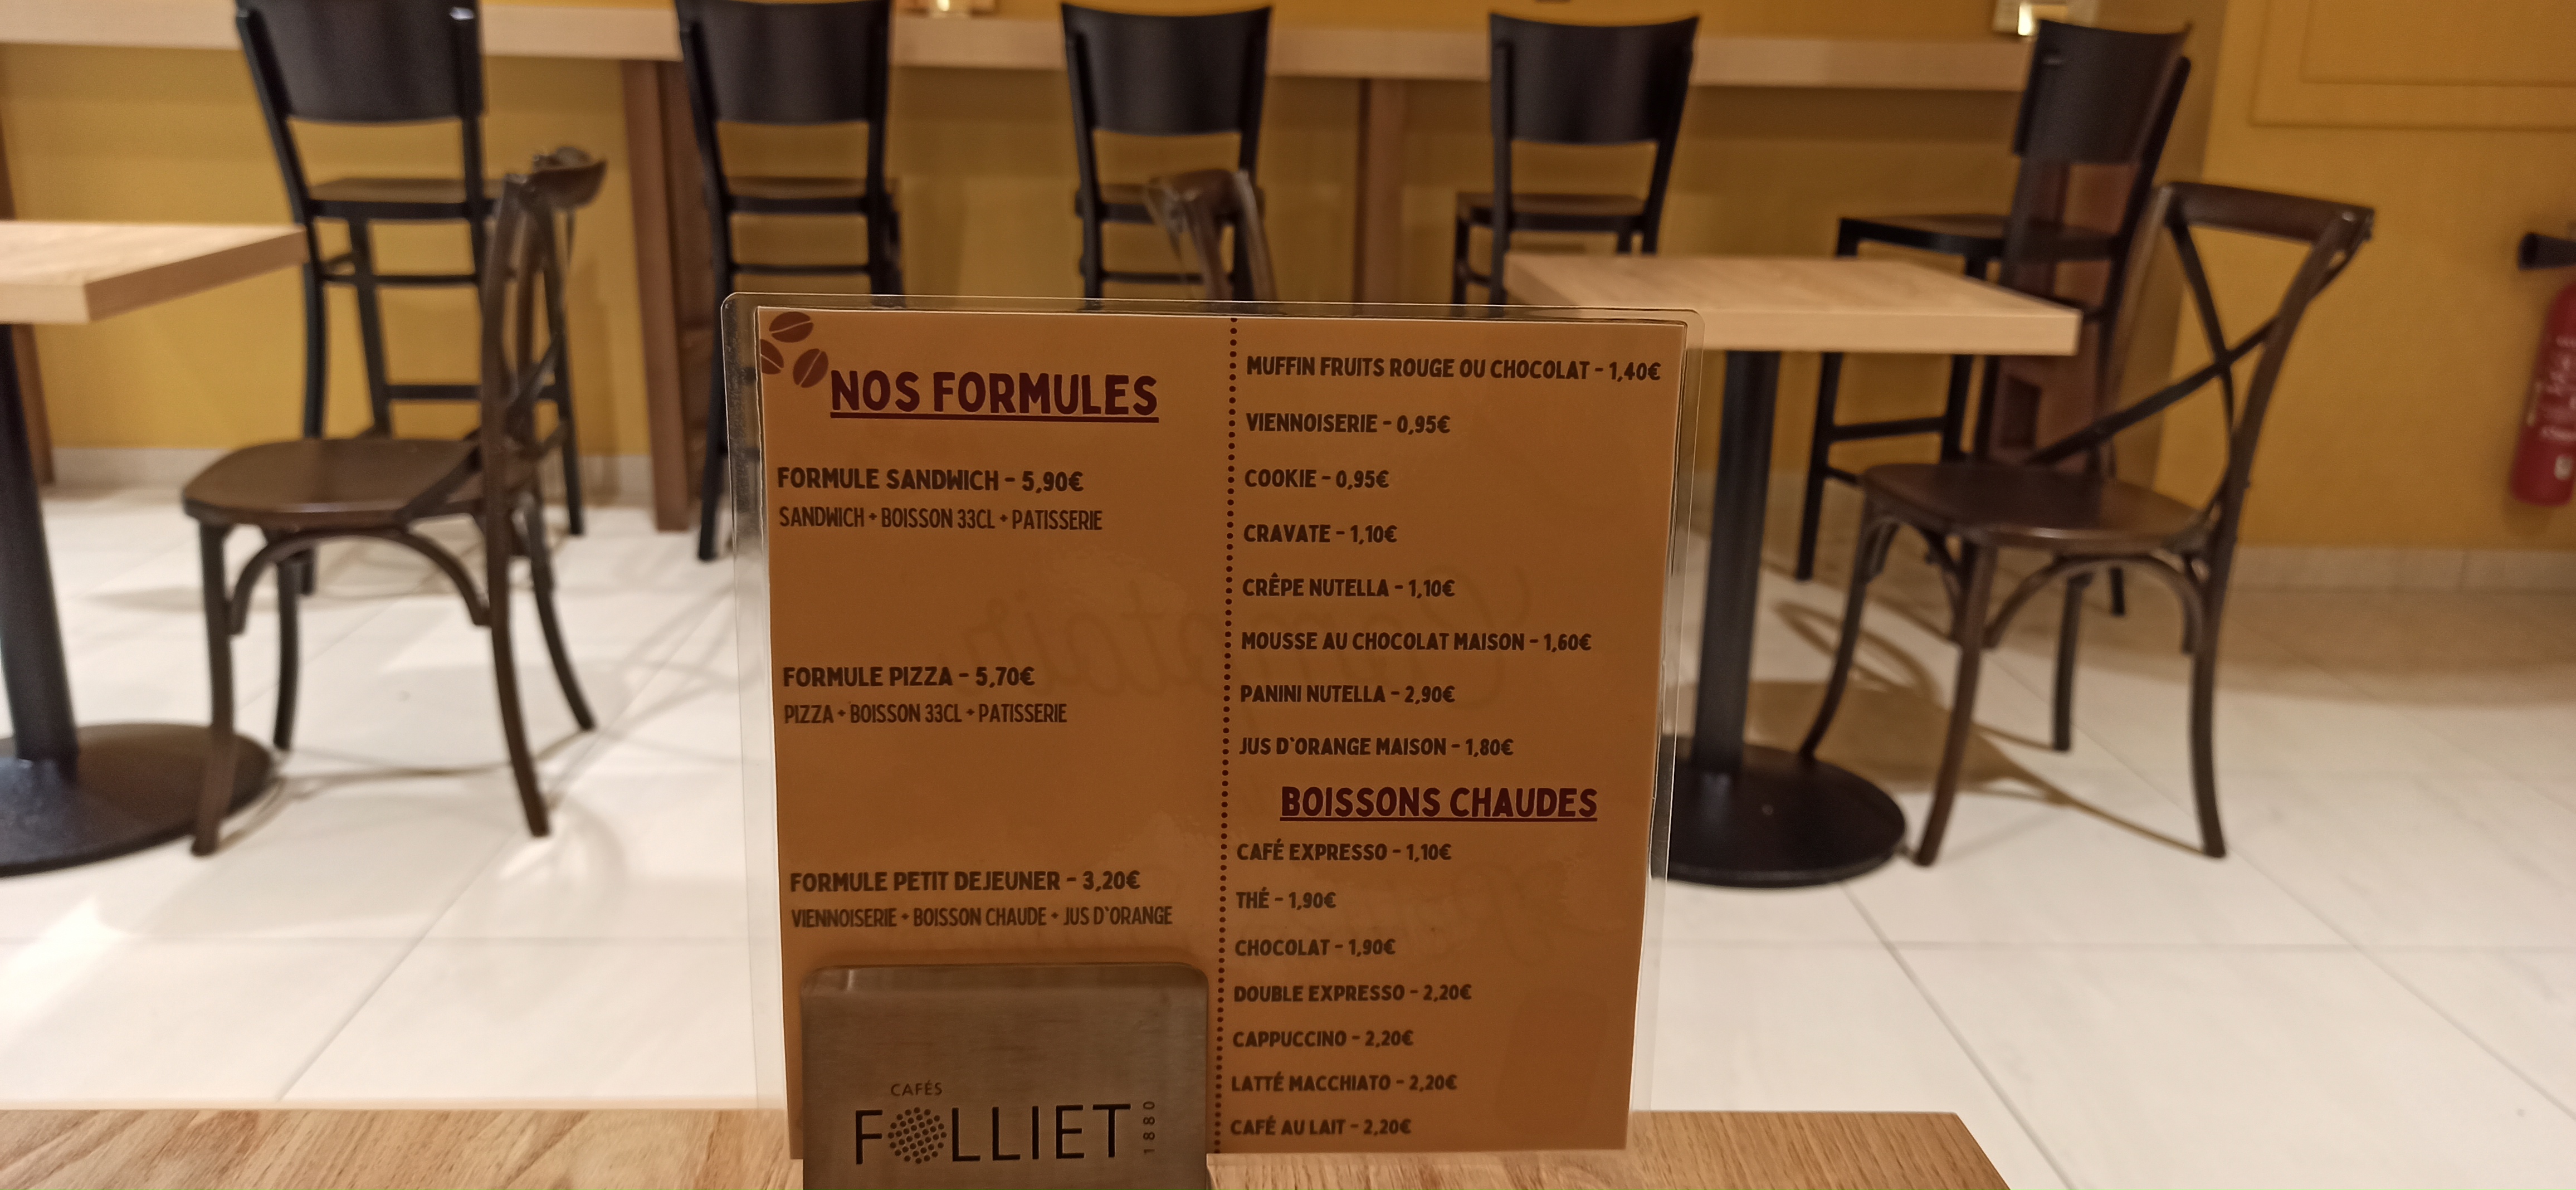 NOS FORMULES
FORMULE SANDWICH - 5,90€
SANDWICH + BOISSON 33CL + PATISSERIE
FORMULE PIZZA - 5,70€
PIZZA + BOISSON 33CL + PATISSERIE
FORMULE PETIT DEJEUNER - 3,20€
VIENNOISERIE + BOISSON CHAUDE + JUS D'ORANGE
MUFFIN FRUITS ROUGE OU CHOCOLAT - 1,40€
VIENNOISERIE - 0,95€
COOKIE - 0,95€
CRAVATE - 1,10€
CRÊPE NUTELLA - 1,10€
MOUSSE AU CHOCOLAT MAISON - 1,60€
PANINI NUTELLA - 2,90€
JUS D'ORANGE MAISON - 1,80€
BOISSONS CHAUDES
CAFÉ EXPRESSO - 1,10€
THÉ - 1,90€
CHOCOLAT - 1,90€
DOUBLE EXPRESSO - 2,20€
CAPPUCCINO - 2,20€
LATTÉ MACCHIATO - 2,20€
CAFÉ AU LAIT - 2,20€
CAFÉS
FOLLIET
1880